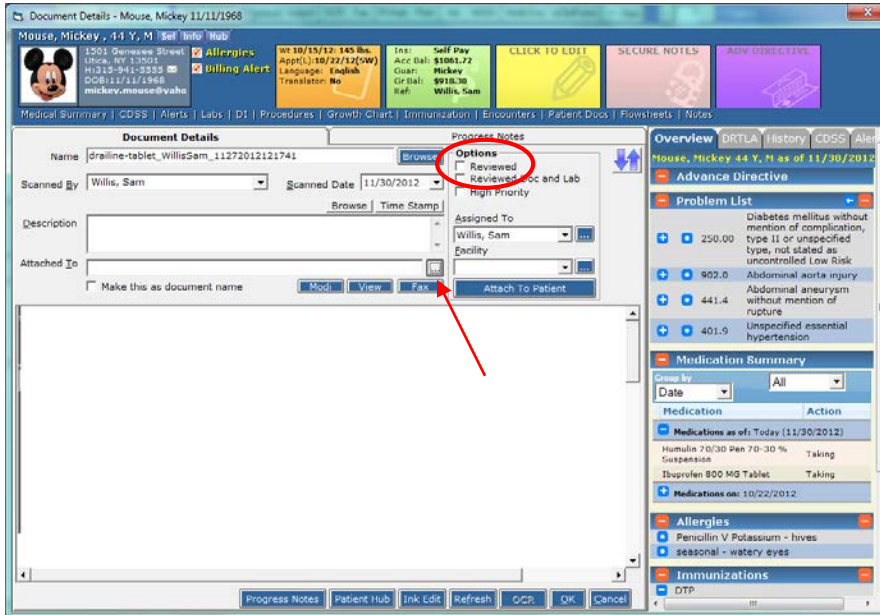 Document Details - Mouse, Mickey 11/11/1968
Mouse, Mickey , 44 Y, M Sel Info Hub
1501 Genesee Street
Utica, NY 13501
H:315-941-3555
DOB:11/11/1968
mickey.mouse@yaho
Allergies
Billing Alert
Wt 10/15/12: 145 lbs.
Appt(L):10/22/12(SW)
Language: English
Translator: No
Ins: Self Pay
Acc Bal: $1061.72
Guar: Mickey
Gr Bal: $918.30
Ref: Willis, Sam
CLICK TO EDIT
SECURE NOTES
ADV DIRECTIVE
Medical Summary | CDSS | Alerts | Labs | DI | Procedures | Growth Chart | Immunization | Encounters | Patient Docs | Flowsheets | Notes
Document Details
Progress Notes
Name drailine-tablet_WillisSam_11272012121741 Browse
Scanned By Willis, Sam Scanned Date 11/30/2012
Browse Time Stamp
Description
Attached To ...
Make this as document name Modi View Fax
Options
Reviewed
Reviewed Doc and Lab
High Priority
Assigned To
Willis, Sam ...
Facility
...
Attach To Patient
Progress Notes Patient Hub Ink Edit Refresh OCR OK Cancel
Overview DRTLA History CDSS Aler
Mouse, Mickey 44 Y, M as of 11/30/2012
Advance Directive
Problem List
250.00 Diabetes mellitus without
mention of complication,
type II or unspecified
type, not stated as
uncontrolled Low Risk
902.0 Abdominal aorta injury
441.4 Abdominal aneurysm
without mention of
rupture
401.9 Unspecified essential
hypertension
Medication Summary
Group by
Date All
Medication Action
Medications as of: Today (11/30/2012)
Humulin 70/30 Pen 70-30 %
Suspension Taking
Ibuprofen 800 MG Tablet Taking
Medications on: 10/22/2012
Allergies
Penicillin V Potassium - hives
seasonal - watery eyes
Immunizations
DTP